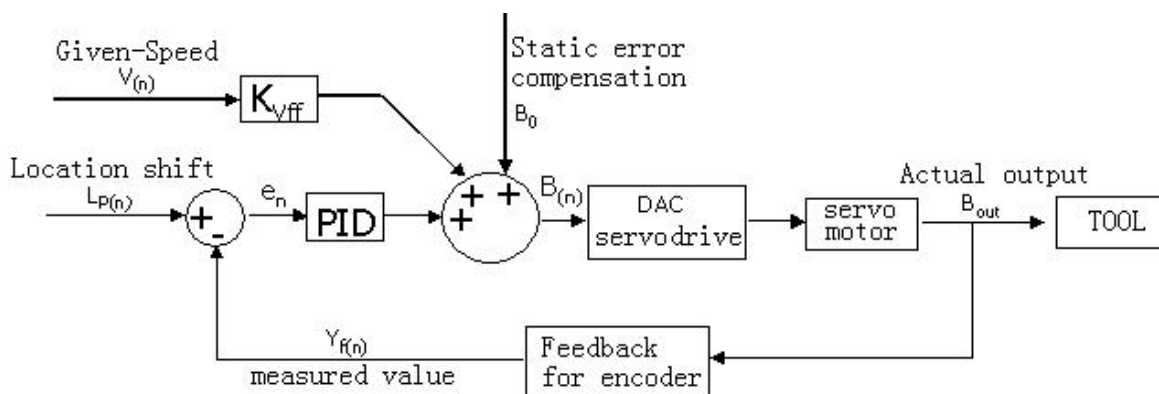 Given-Speed
V(n)
Kvff
Static error
compensation
B0
Location shift
Lp(n)
+
-
en
PID
+
+
+
B(n)
DAC
servodrive
servo
motor
Actual output
Bout
TOOL
Yf(n)
measured value
Feedback
for encoder